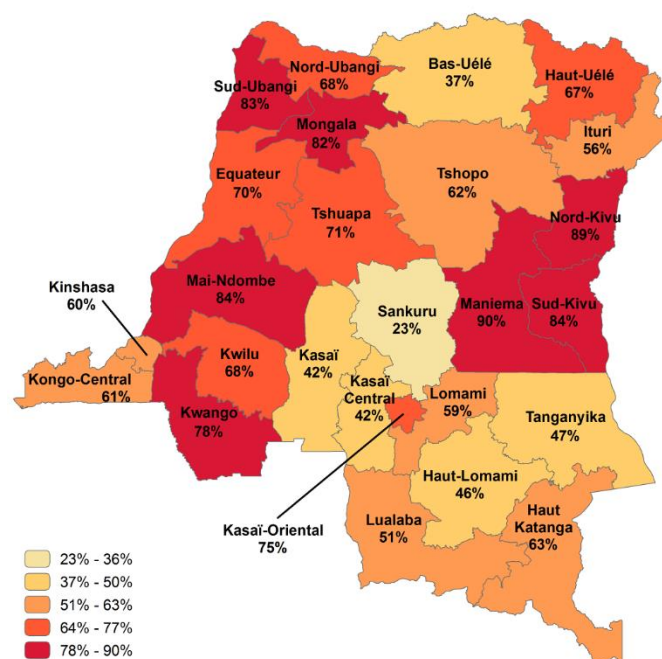 Nord-Ubangi
68%
Bas-Uélé
37%
Haut-Uélé
67%
Sud-Ubangi
83%
Mongala
82%
Ituri
56%
Equateur
70%
Tshopo
62%
Tshuapa
71%
Nord-Kivu
89%
Kinshasa
60%
Mai-Ndombe
84%
Sankuru
23%
Maniema
90%
Sud-Kivu
84%
Kwilu
68%
Kasaï
42%
Kasaï
Central
42%
Lomami
59%
Kongo-Central
61%
Kwango
78%
Tanganyika
47%
Haut-Lomami
46%
Kasaï-Oriental
75%
Lualaba
51%
Haut
Katanga
63%
23% - 36%
37% - 50%
51% - 63%
64% - 77%
78% - 90%